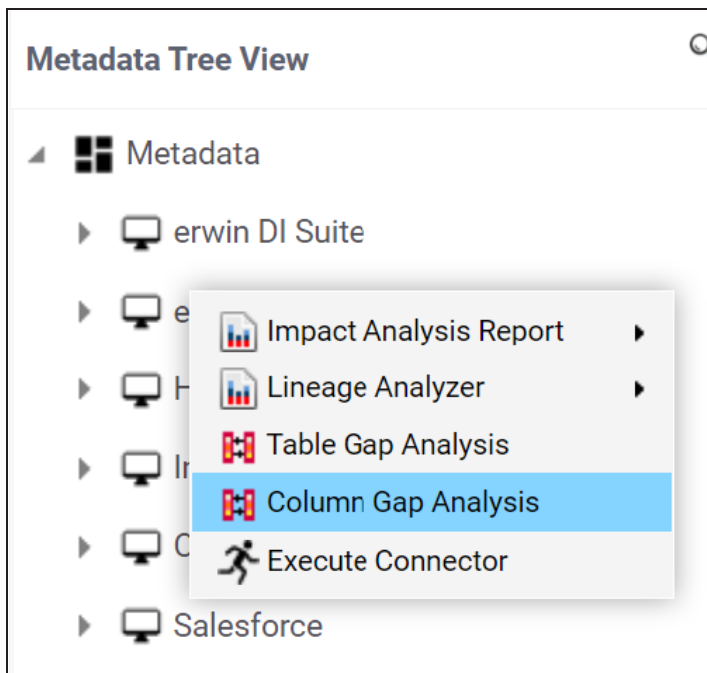 Metadata Tree View
Metadata
erwin DI Suite
e
Impact Analysis Report
H
Lineage Analyzer
Table Gap Analysis
Column Gap Analysis
Execute Connector
Salesforce